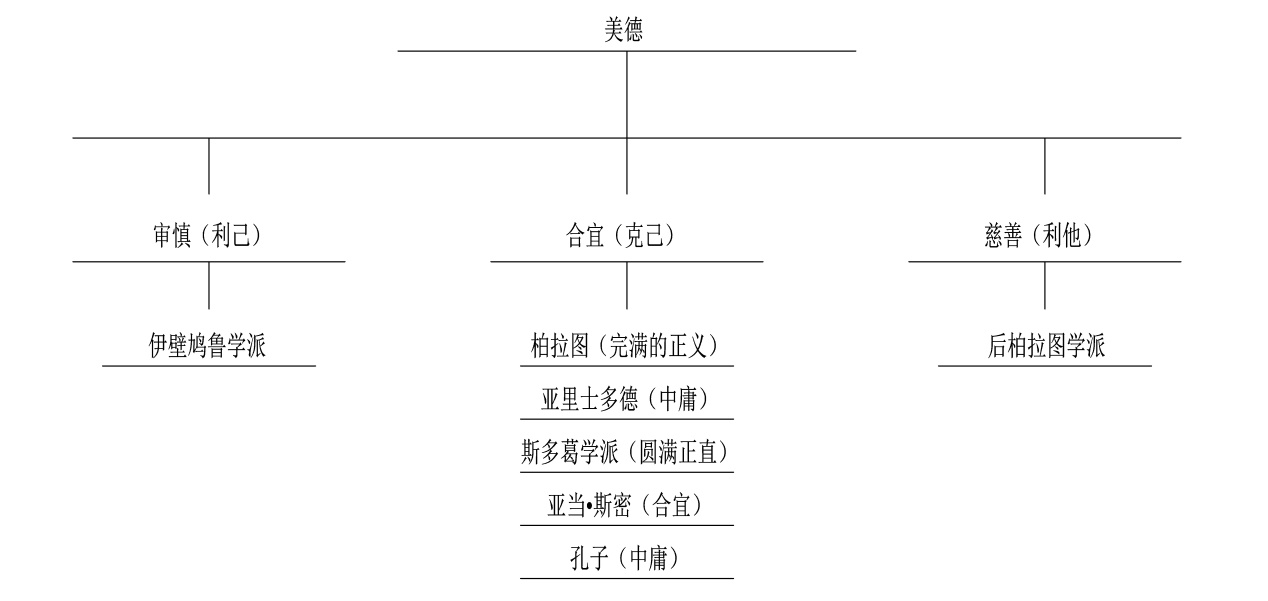 美德
审慎（利己）
合宜（克己）
慈善（利他）
伊壁鸠鲁学派
柏拉图（完满的正义）
后柏拉图学派
亚里士多德（中庸）
斯多葛学派（圆满正直）
亚当•斯密（合宜）
孔子（中庸）